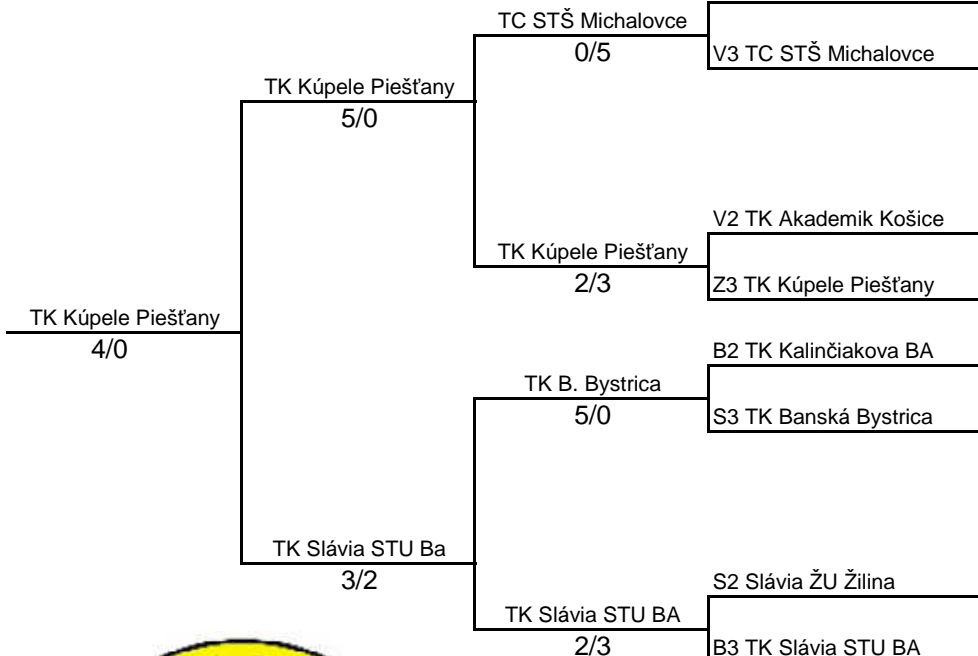 TC STŠ Michalovce
0/5
V3 TC STŠ Michalovce
TK Kúpele Piešťany
5/0
V2 TK Akademik Košice
TK Kúpele Piešťany
2/3
Z3 TK Kúpele Piešťany
TK Kúpele Piešťany
4/0
B2 TK Kalinčiakova BA
TK B. Bystrica
5/0
S3 TK Banská Bystrica
TK Slávia STU Ba
3/2
S2 Slávia ŽU Žilina
TK Slávia STU BA
2/3
B3 TK Slávia STU BA